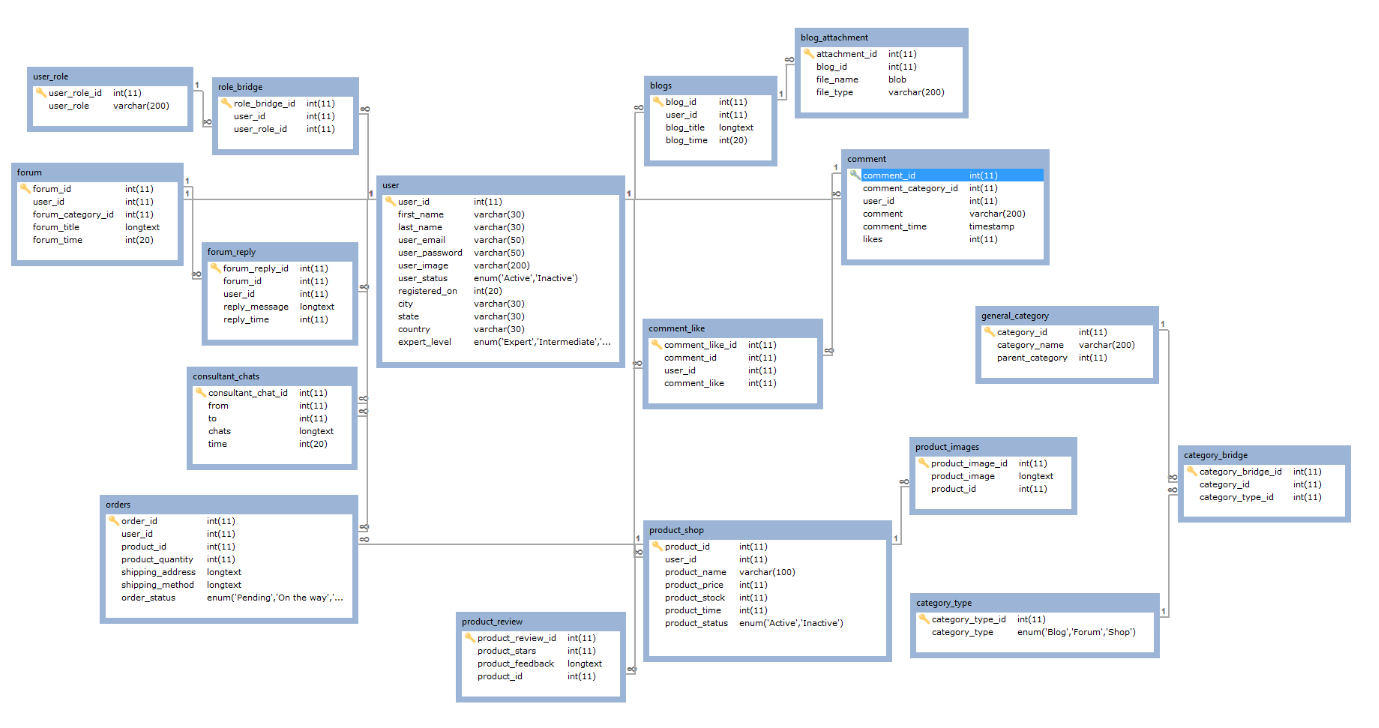 user_role
user_role_id int(11)
user_role varchar(200)
role_bridge
role_bridge_id int(11)
user_id int(11)
user_role_id int(11)
forum
forum_id int(11)
user_id int(11)
forum_category_id int(11)
forum_title longtext
forum_time int(20)
forum_reply
forum_reply_id int(11)
forum_id int(11)
user_id int(11)
reply_message longtext
reply_time int(11)
consultant_chats
consultant_chat_id int(11)
from int(11)
to int(11)
chats longtext
time int(20)
orders
order_id int(11)
user_id int(11)
product_id int(11)
product_quantity int(11)
shipping_address longtext
shipping_method longtext
order_status enum('Pending','On the way','...
user
user_id int(11)
first_name varchar(30)
last_name varchar(30)
user_email varchar(50)
user_password varchar(50)
user_image varchar(200)
user_status enum('Active','Inactive')
registered_on int(20)
city varchar(30)
state varchar(30)
country varchar(30)
expert_level enum('Expert','Intermediate','...
blogs
blog_id int(11)
user_id int(11)
blog_title longtext
blog_time int(20)
blog_attachment
attachment_id int(11)
blog_id int(11)
file_name blob
file_type varchar(200)
comment
comment_id int(11)
comment_category_id int(11)
user_id int(11)
comment varchar(200)
comment_time timestamp
likes int(11)
comment_like
comment_like_id int(11)
comment_id int(11)
user_id int(11)
comment_like int(11)
general_category
category_id int(11)
category_name varchar(200)
parent_category int(11)
product_images
product_image_id int(11)
product_image longtext
product_id int(11)
category_bridge
category_bridge_id int(11)
category_id int(11)
category_type_id int(11)
product_shop
product_id int(11)
user_id int(11)
product_name varchar(100)
product_price int(11)
product_stock int(11)
product_time int(11)
product_status enum('Active','Inactive')
category_type
category_type_id int(11)
category_type enum('Blog','Forum','Shop')
product_review
product_review_id int(11)
product_stars int(11)
product_feedback longtext
product_id int(11)
1
1
1
1
1
1
1
1
1
1
1